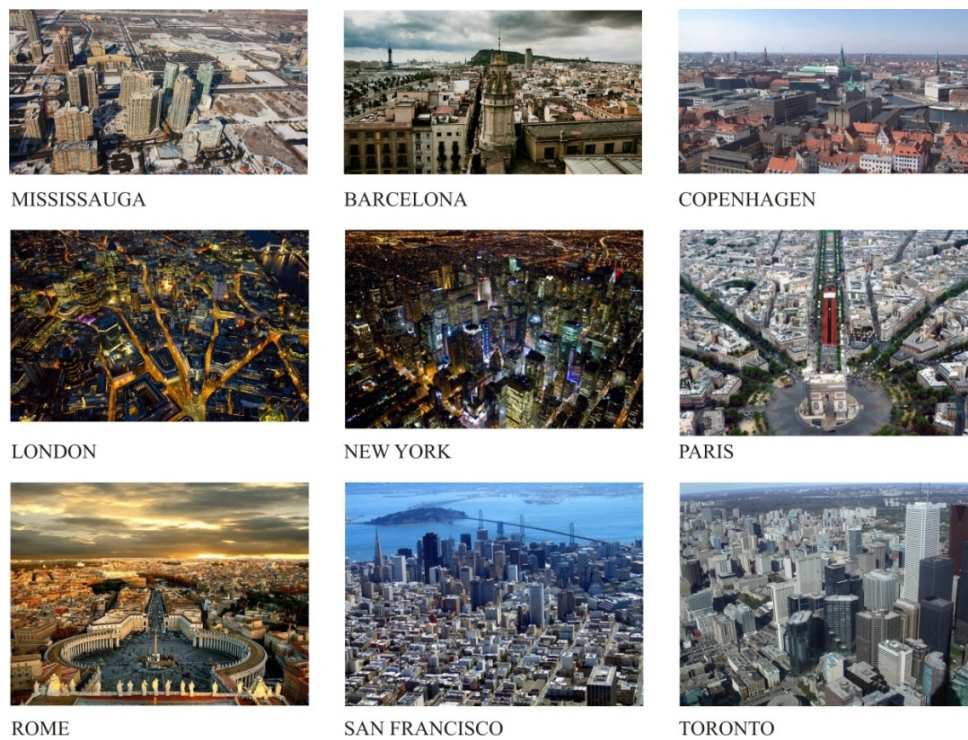 MISSISSAUGA
BARCELONA
COPENHAGEN
LONDON
NEW YORK
PARIS
ROME
SAN FRANCISCO
TORONTO